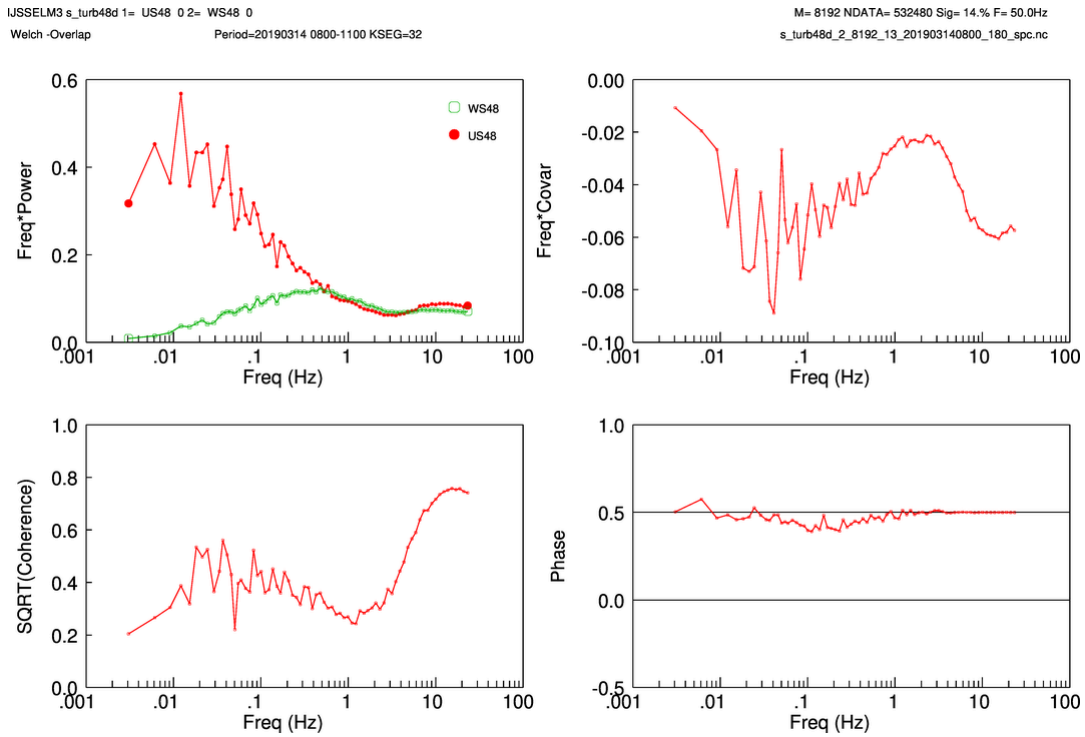 IJSSELM3 s_turb48d 1= US48 0 2= WS48 0
M= 8192 NDATA= 532480 Sig= 14.% F= 50.0Hz
Welch -Overlap
Period=20190314 0800-1100 KSEG=32
s_turb48d_2_8192_13_201903140800_180_spc.nc
0.6
0.4
0.2
0.0
Freq*Power
WS48
US48
.001 .01 .1 1 10 100
Freq (Hz)
0.00
-0.02
-0.04
-0.06
-0.08
-0.10
Freq*Covar
.001 .01 .1 1 10 100
Freq (Hz)
1.0
0.8
0.6
0.4
0.2
0.0
SQRT(Coherence)
.001 .01 .1 1 10 100
Freq (Hz)
1.0
0.5
0.0
-0.5
Phase
.001 .01 .1 1 10 100
Freq (Hz)